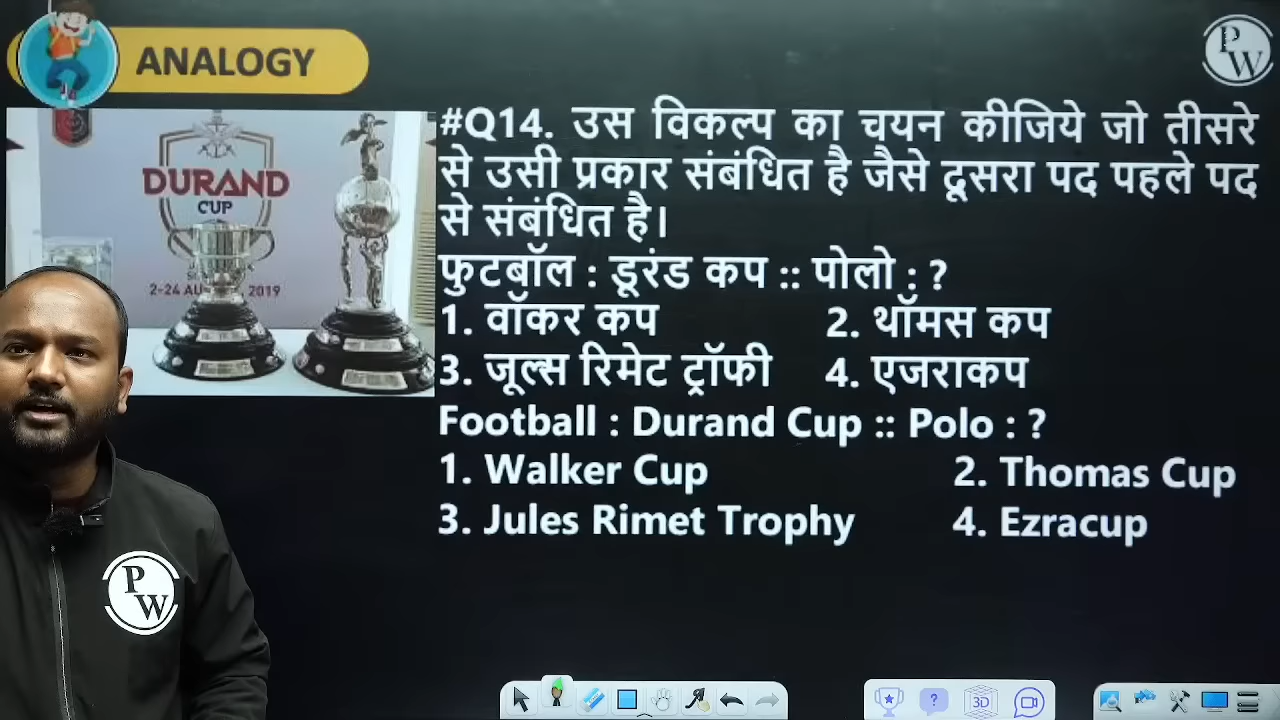 ANALOGY
P
W
DURAND
CUP
2-24 AU 2019
#Q14. उस विकल्प का चयन कीजिये जो तीसरे
से उसी प्रकार संबंधित है जैसे दूसरा पद पहले पद
से संबंधित है।
फुटबॉल : डूरंड कप :: पोलो : ?
1. वॉकर कप 2. थॉमस कप
3. जूल्स रिमेट ट्रॉफी 4. एजराकप
Football : Durand Cup :: Polo : ?
1. Walker Cup 2. Thomas Cup
3. Jules Rimet Trophy 4. Ezracup
P
W
?
3D